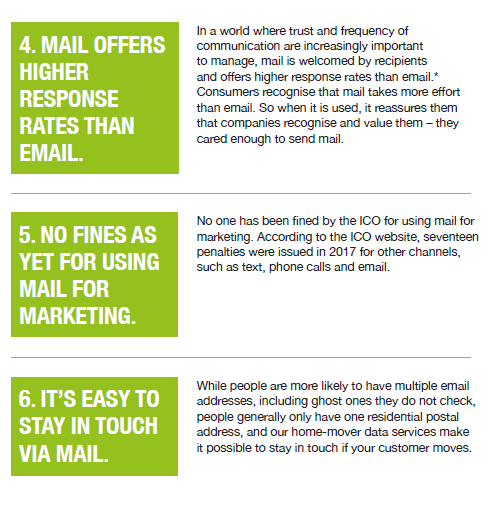 4. MAIL OFFERS
HIGHER
RESPONSE
RATES THAN
EMAIL.
In a world where trust and frequency of
communication are increasingly important
to manage, mail is welcomed by recipients
and offers higher response rates than email.*
Consumers recognise that mail takes more effort
than email. So when it is used, it reassures them
that companies recognise and value them – they
cared enough to send mail.
5. NO FINES AS
YET FOR USING
MAIL FOR
MARKETING.
No one has been fined by the ICO for using mail for
marketing. According to the ICO website, seventeen
penalties were issued in 2017 for other channels,
such as text, phone calls and email.
6. IT’S EASY TO
STAY IN TOUCH
VIA MAIL.
While people are more likely to have multiple email
addresses, including ghost ones they do not check,
people generally only have one residential postal
address, and our home-mover data services make
it possible to stay in touch if your customer moves.